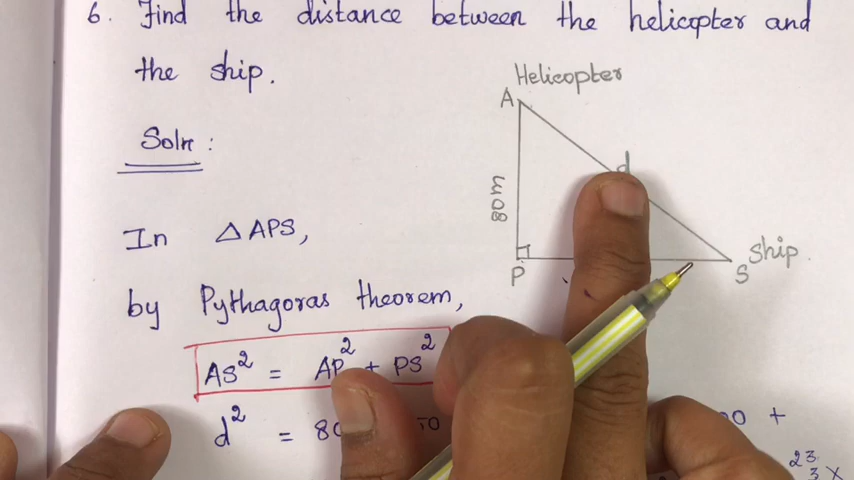 6. Find the distance between the helicopter and
the ship.
Soln:
Helicopter
A
d
80m
P
S
Ship.
In △APS,
by Pythagoras theorem,
AS² = AP² + PS²
d² = 80